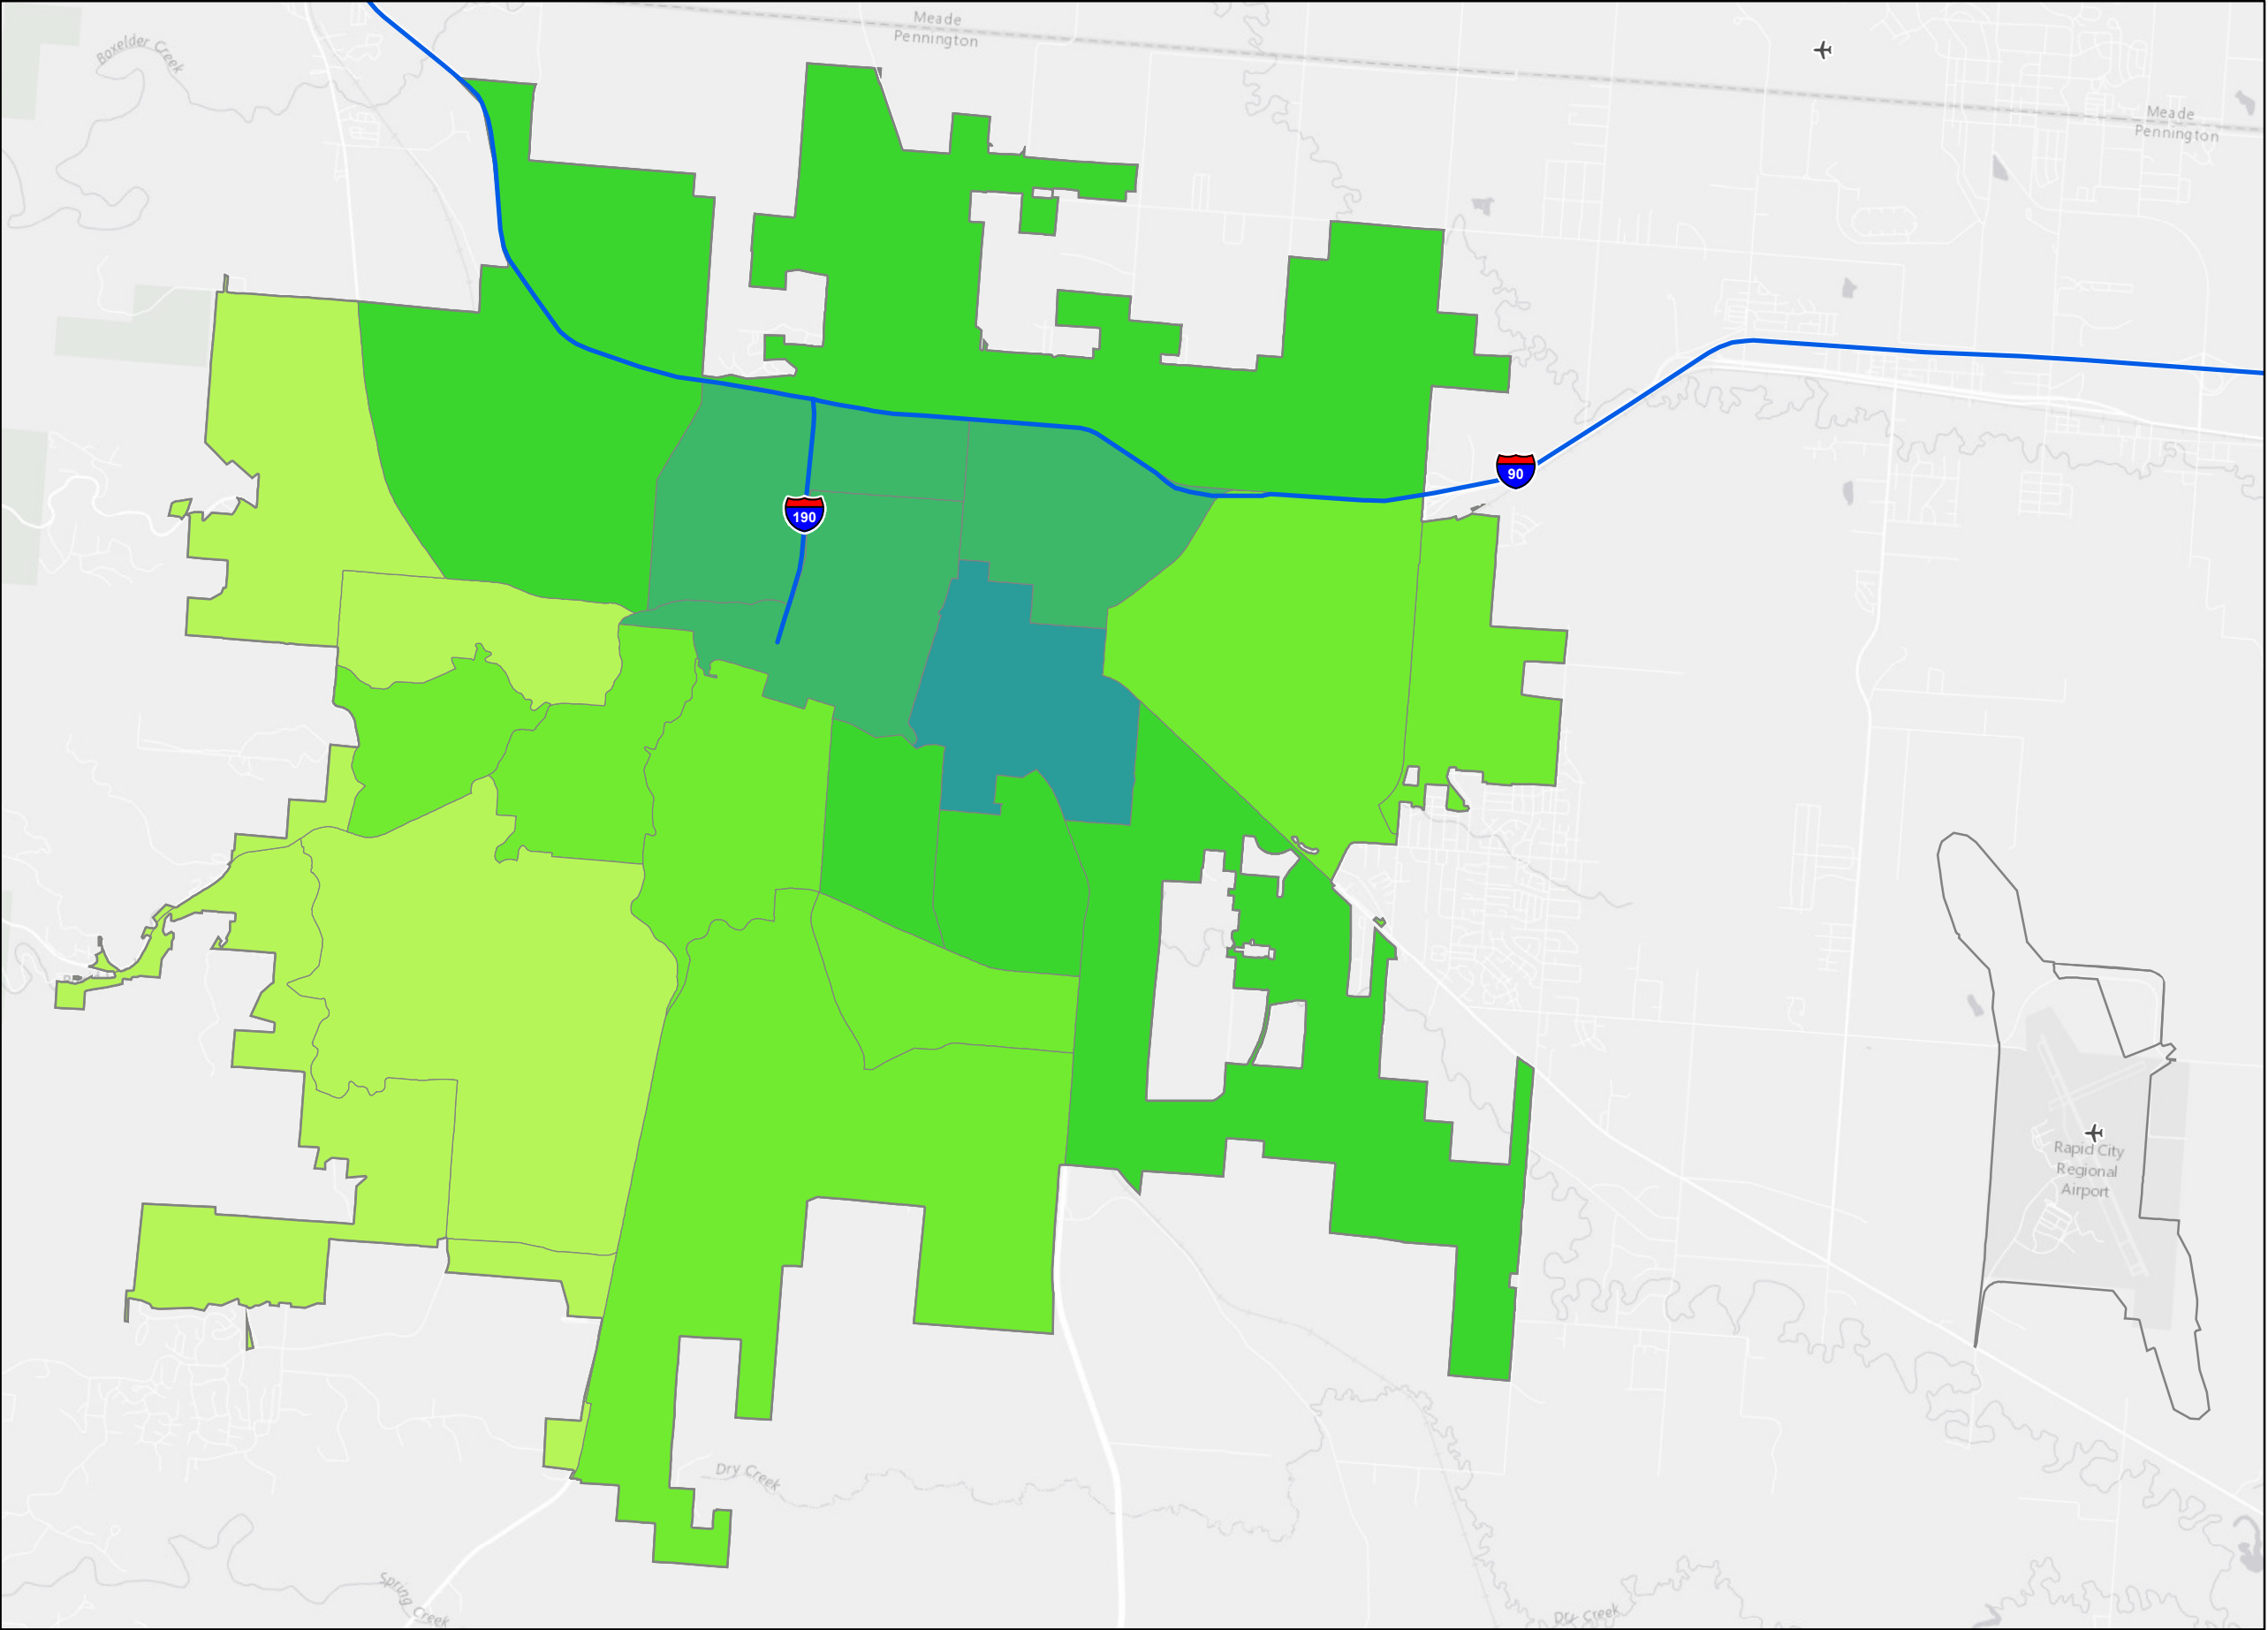 Meade
Pennington
Boxelder Creek
Meade
Pennington
90
190
Rapid City
Regional
Airport
Dry Creek
Spring Creek
Dry Creek